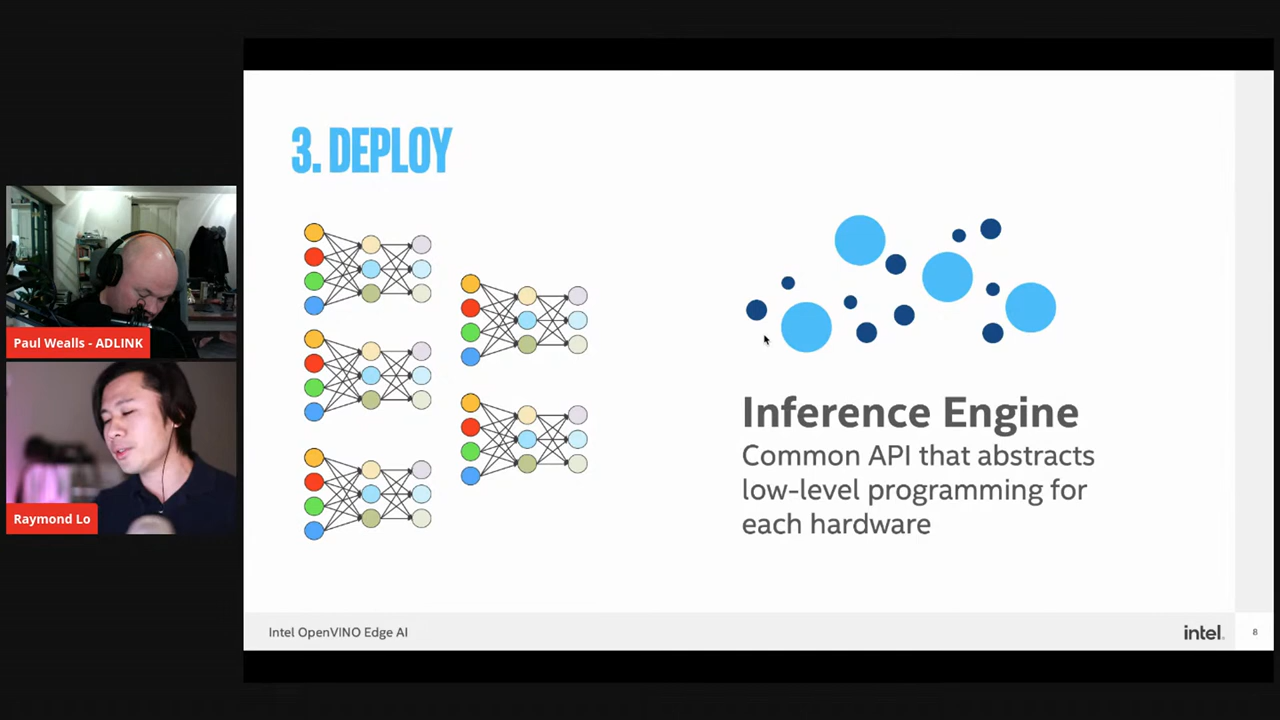 3. DEPLOY
Inference Engine
Common API that abstracts
low-level programming for
each hardware
Paul Wealls - ADLINK
Raymond Lo
Intel OpenVINO Edge AI
intel.
8